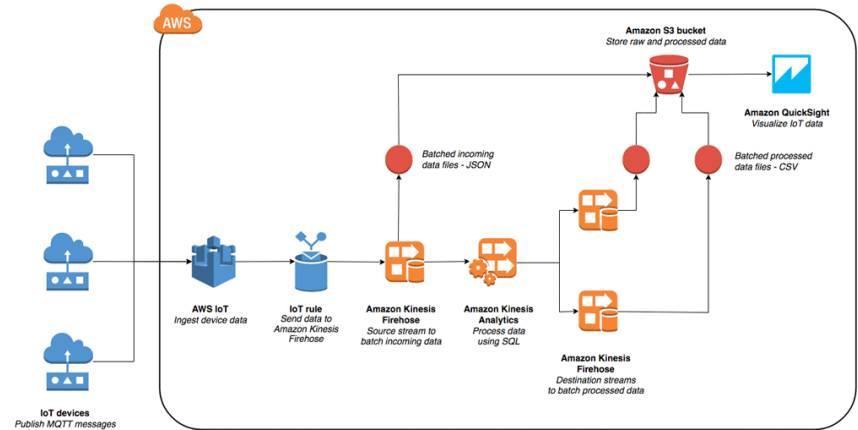 AWS
Amazon S3 bucket
Store raw and processed data
Amazon QuickSight
Visualize IoT data
Batched incoming
data files - JSON
Batched processed
data files - CSV
AWS IoT
Ingest device data
IoT rule
Send data to
Amazon Kinesis
Firehose
Amazon Kinesis
Firehose
Source stream to
batch incoming data
Amazon Kinesis
Analytics
Process data
using SQL
Amazon Kinesis
Firehose
Destination streams
to batch processed data
IoT devices
Publish MQTT messages